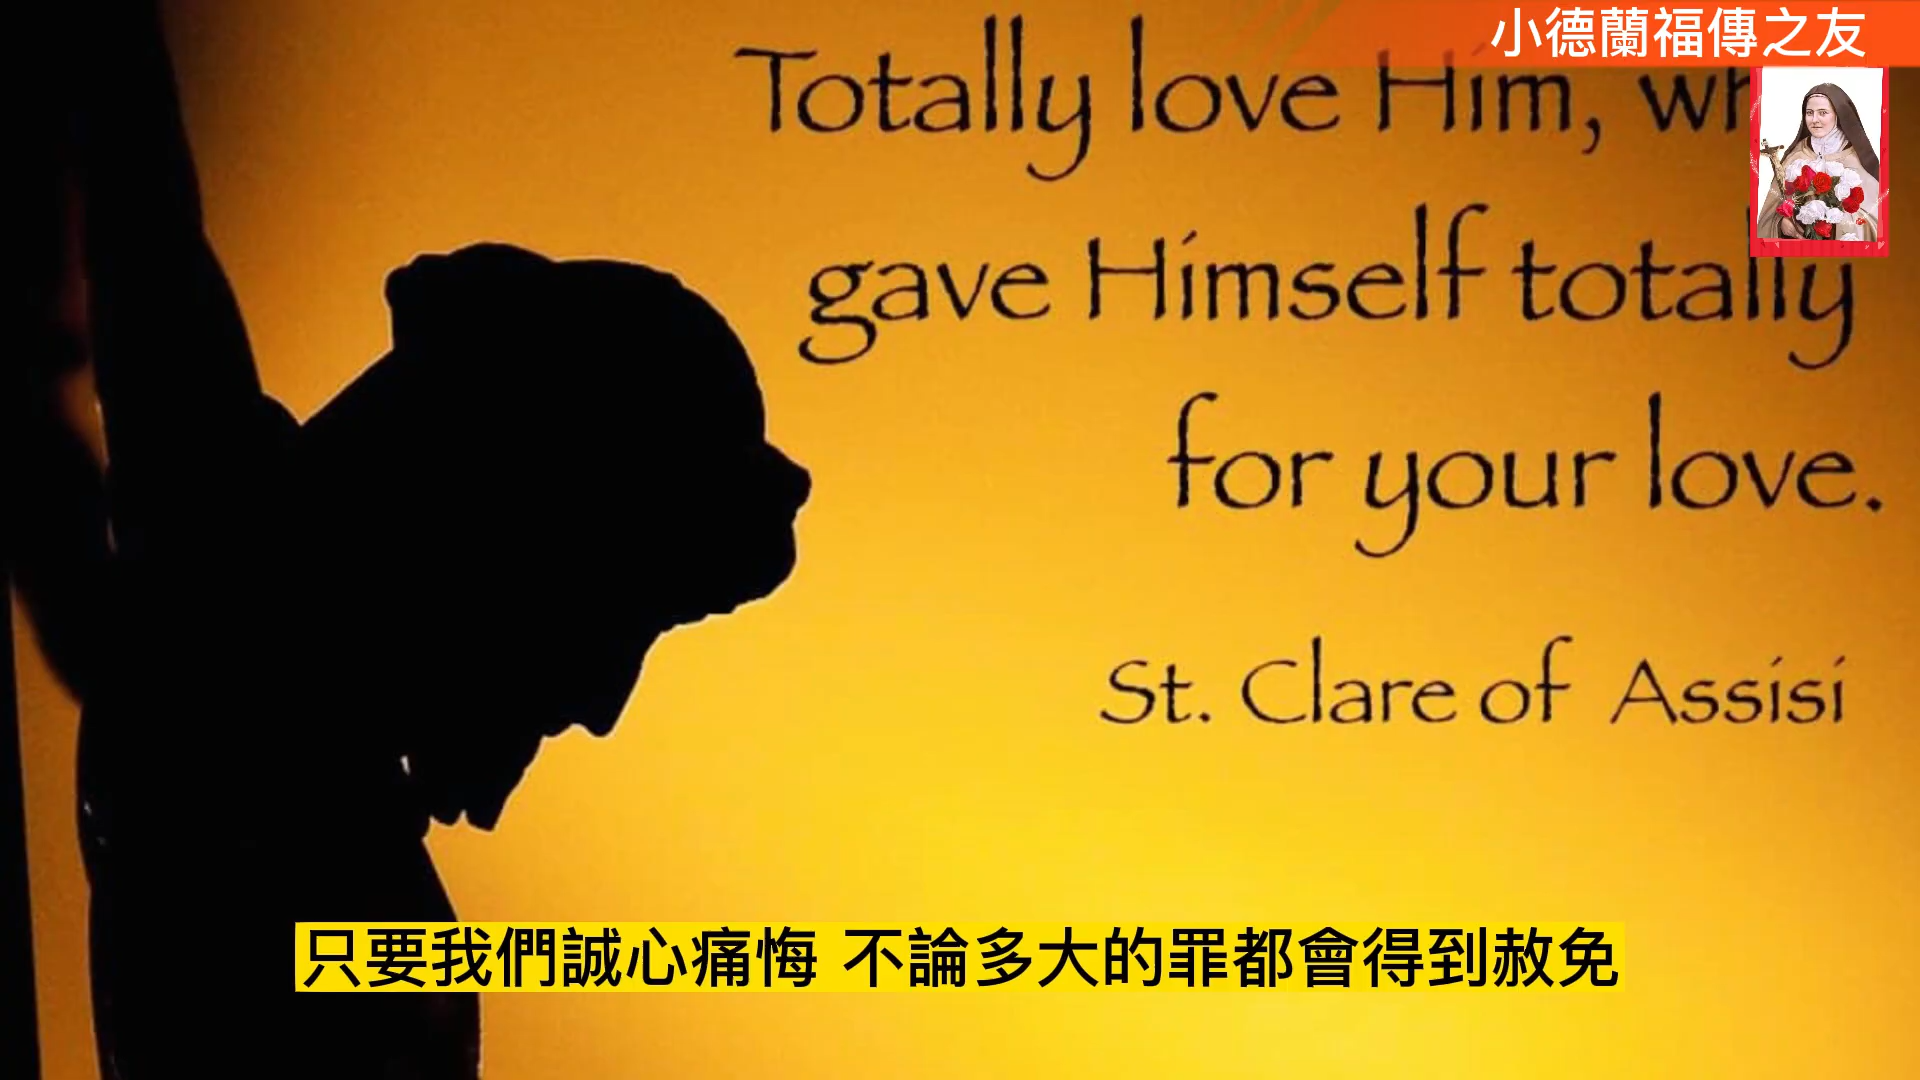 小德蘭福傳之友
Totally love Him,
gave Himself totally
for your love.
St. Clare of Assisi
只要我們誠心痛悔 不論多大的罪都會得到赦免